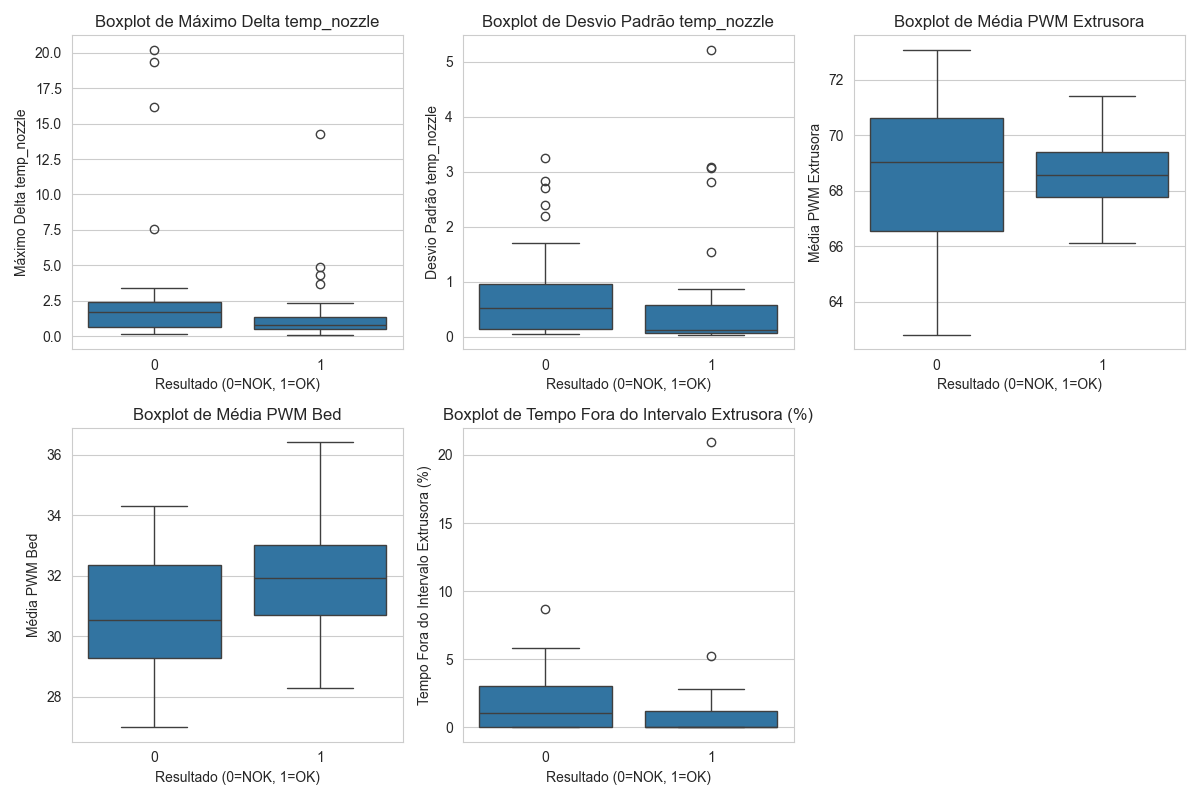 Boxplot de Máximo Delta temp_nozzle
Máximo Delta temp_nozzle
20.0
17.5
15.0
12.5
10.0
7.5
5.0
2.5
0.0
0
1
Resultado (0=NOK, 1=OK)
Boxplot de Desvio Padrão temp_nozzle
Desvio Padrão temp_nozzle
5
4
3
2
1
0
0
1
Resultado (0=NOK, 1=OK)
Boxplot de Média PWM Extrusora
Média PWM Extrusora
72
70
68
66
64
0
1
Resultado (0=NOK, 1=OK)
Boxplot de Média PWM Bed
Média PWM Bed
36
34
32
30
28
0
1
Resultado (0=NOK, 1=OK)
Boxplot de Tempo Fora do Intervalo Extrusora (%)
Tempo Fora do Intervalo Extrusora (%)
20
15
10
5
0
0
1
Resultado (0=NOK, 1=OK)